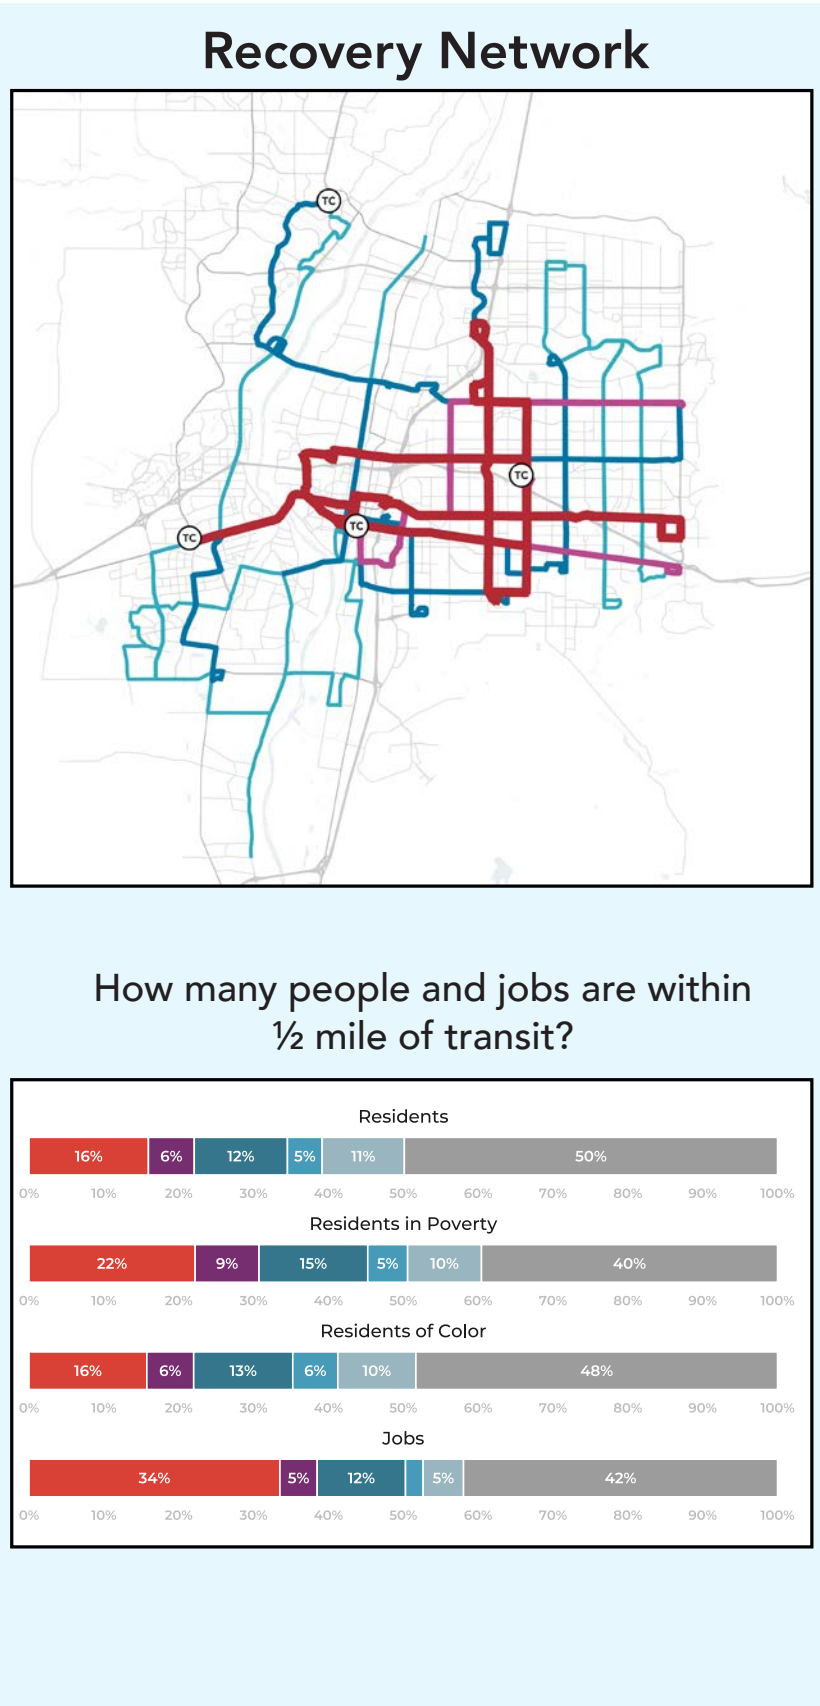 Recovery Network
TC
TC
TC
TC
How many people and jobs are within
½ mile of transit?
Residents
16% 6% 12% 5% 11% 50%
0% 10% 20% 30% 40% 50% 60% 70% 80% 90% 100%
Residents in Poverty
22% 9% 15% 5% 10% 40%
0% 10% 20% 30% 40% 50% 60% 70% 80% 90% 100%
Residents of Color
16% 6% 13% 6% 10% 48%
0% 10% 20% 30% 40% 50% 60% 70% 80% 90% 100%
Jobs
34% 5% 12% 5% 42%
0% 10% 20% 30% 40% 50% 60% 70% 80% 90% 100%